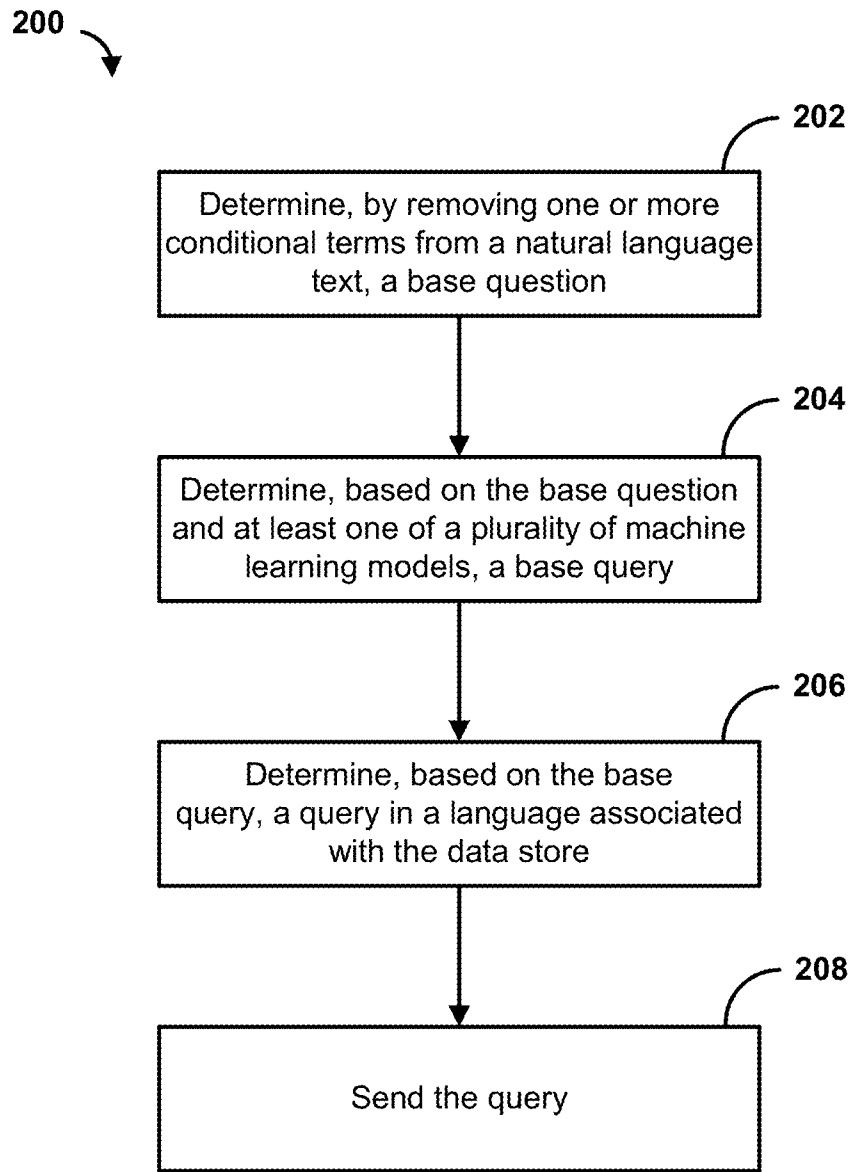 200
202
Determine, by removing one or more
conditional terms from a natural language
text, a base question
204
Determine, based on the base question
and at least one of a plurality of machine
learning models, a base query
206
Determine, based on the base
query, a query in a language associated
with the data store
208
Send the query